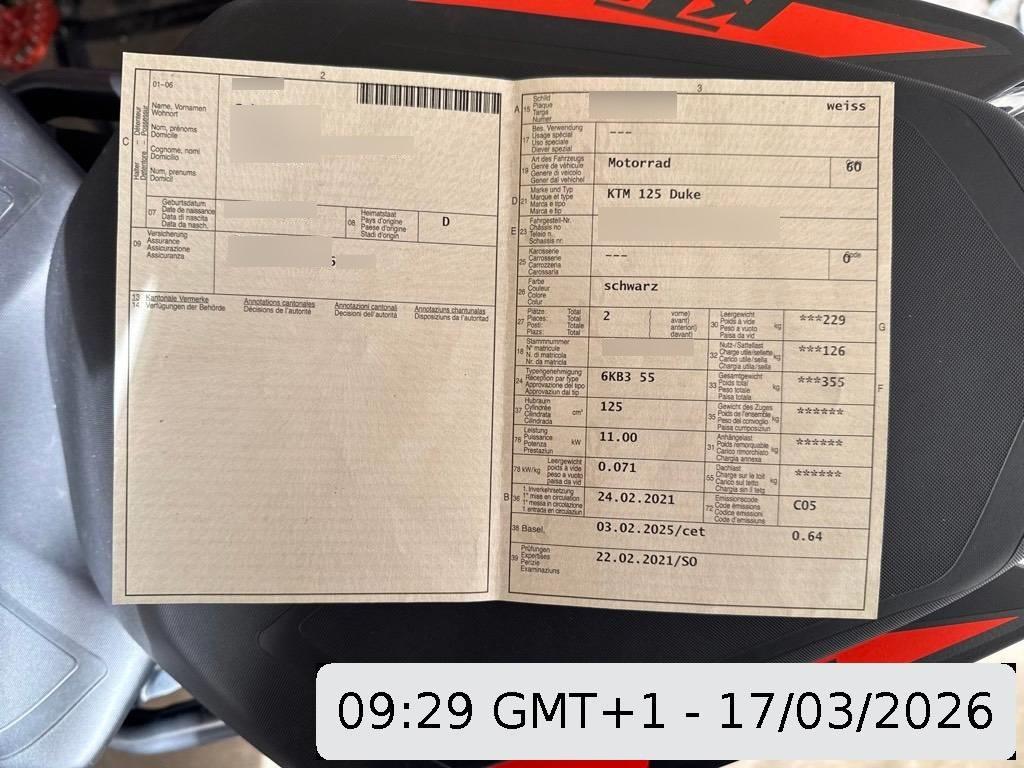 KTM
2
01-06
C
Halter - Détenteur
Detentore - Possessur
Name, Vornamen
Wohnort
Nom, prénoms
Domicile
Cognome, nomi
Domicilio
Num, prenums
Domicil
07
Geburtsdatum
Date de naissance
Data di nascita
Data da nasch.
08
Heimatstaat
Pays d'origine
Paese d'origine
Stadi d'origin
D
09
Versicherung
Assurance
Assicurazione
Assicuranza
5
13
14
Kantonale Vermerke
Verfügungen der Behörde
Annotations cantonales
Décisions de l'autorité
Annotazioni cantonali
Decisioni dell'autorità
Annotaziuns chantunalas
Disposiziuns da l'autoritad
3
A
15
Schild
Plaque
Targa
Numer
weiss
17
Bes. Verwendung
Usage spécial
Uso speciale
Diever spezial
---
19
Art des Fahrzeugs
Genre de véhicule
Genere di veicolo
Gener dal vehichel
Motorrad
60
D
21
Marke und Typ
Marque et type
Marca e tipo
Marca e tip
KTM 125 Duke
E
23
Fahrgestell-Nr.
Châssis no
Telaio n.
Schassis nr.
25
Karosserie
Carrosserie
Carrozzeria
Carossaria
---
Code
0
26
Farbe
Couleur
Colore
Colur
schwarz
27
Plätze: Total
Places: Total
Posti: Totale
Plazs: Total
2
( vorne)
avant)
anteriori)
davant)
30
Leergewicht
Poids à vide
Peso a vuoto
Paisa da vid
kg
***229
G
18
Stammnummer
N° matricule
N. di matricola
Nr. da matricla
32
Nutz-/Sattellast
Charge utile/sellette
Carico utile/sella
Chargia utila/sella
kg
***126
24
Typengenehmigung
Réception par type
Approvazione del tipo
Approvaziun dal tip
6KB3 55
33
Gesamtgewicht
Poids total
Peso totale
Paisa totala
kg
***355
F
37
Hubraum
Cylindrée
Cilindrata
Cilindrada
cm³
125
35
Gewicht des Zuges
Poids de l'ensemble
Peso del convoglio
Paisa cumposiziun
kg
******
76
Leistung
Puissance
Potenza
Prestaziun
kW
11.00
31
Anhängelast
Poids remorquable
Carico rimorchiato
Chargia annexa
kg
******
78 kW/kg
Leergewicht
poids à vide
peso a vuoto
paisa da vid
0.071
55
Dachlast
Charge sur le toit
Carico sul tetto
Chargia sin il tetg
kg
******
B
36
1. Inverkehrsetzung
1re mise en circulation
1a messa in circolazione
1. entrada en circulaziun
24.02.2021
72
Emissionscode
Code émissions
Codice emissioni
Code d'emissiuns
C05
38 Basel,
03.02.2025/cet
0.64
39
Prüfungen
Expertises
Perizie
Examinaziuns
22.02.2021/SO
09:29 GMT+1 - 17/03/2026